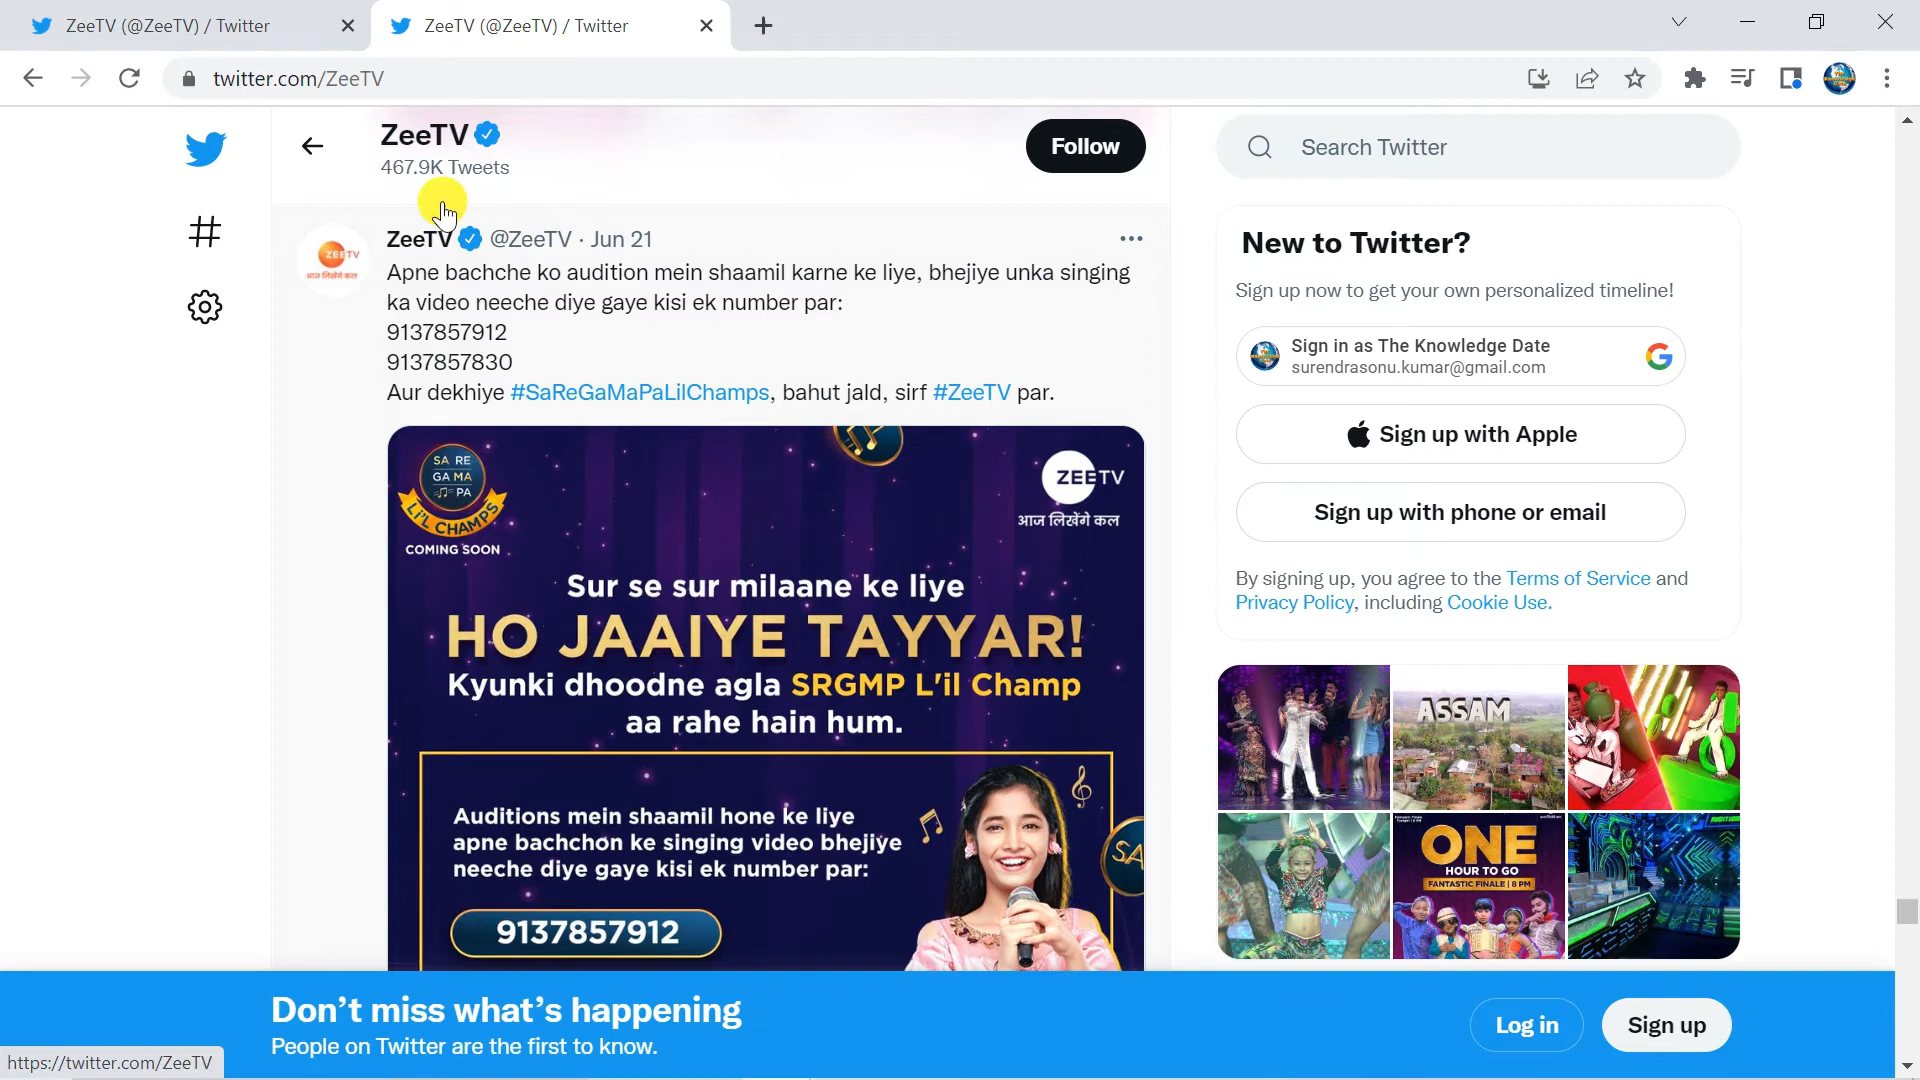 ZeeTV (@ZeeTV) / Twitter
ZeeTV (@ZeeTV) / Twitter
twitter.com/ZeeTV
ZeeTV
467.9K Tweets
Follow
Search Twitter
ZeeTV @ZeeTV · Jun 21
Apne bachche ko audition mein shaamil karne ke liye, bhejiye unka singing
ka video neeche diye gaye kisi ek number par:
9137857912
9137857830
Aur dekhiye #SaReGaMaPaLilChamps, bahut jald, sirf #ZeeTV par.
SA RE
GA MA
PA
LI'L CHAMPS
COMING SOON
ZEETV
आज लिखेंगे कल
Sur se sur milaane ke liye
HO JAAIYE TAYYAR!
Kyunki dhoodne agla SRGMP L'il Champ
aa rahe hain hum.
Auditions mein shaamil hone ke liye
apne bachchon ke singing video bhejiye
neeche diye gaye kisi ek number par:
9137857912
SA
ZEETV
आज लिखेंगे कल
New to Twitter?
Sign up now to get your own personalized timeline!
Sign in as The Knowledge Date
surendrasonu.kumar@gmail.com
Sign up with Apple
Sign up with phone or email
By signing up, you agree to the Terms of Service and
Privacy Policy, including Cookie Use.
ASSAM
ONE
HOUR TO GO
FANTASTIC FINALE | 8 PM
Don’t miss what’s happening
People on Twitter are the first to know.
Log in
Sign up
https://twitter.com/ZeeTV